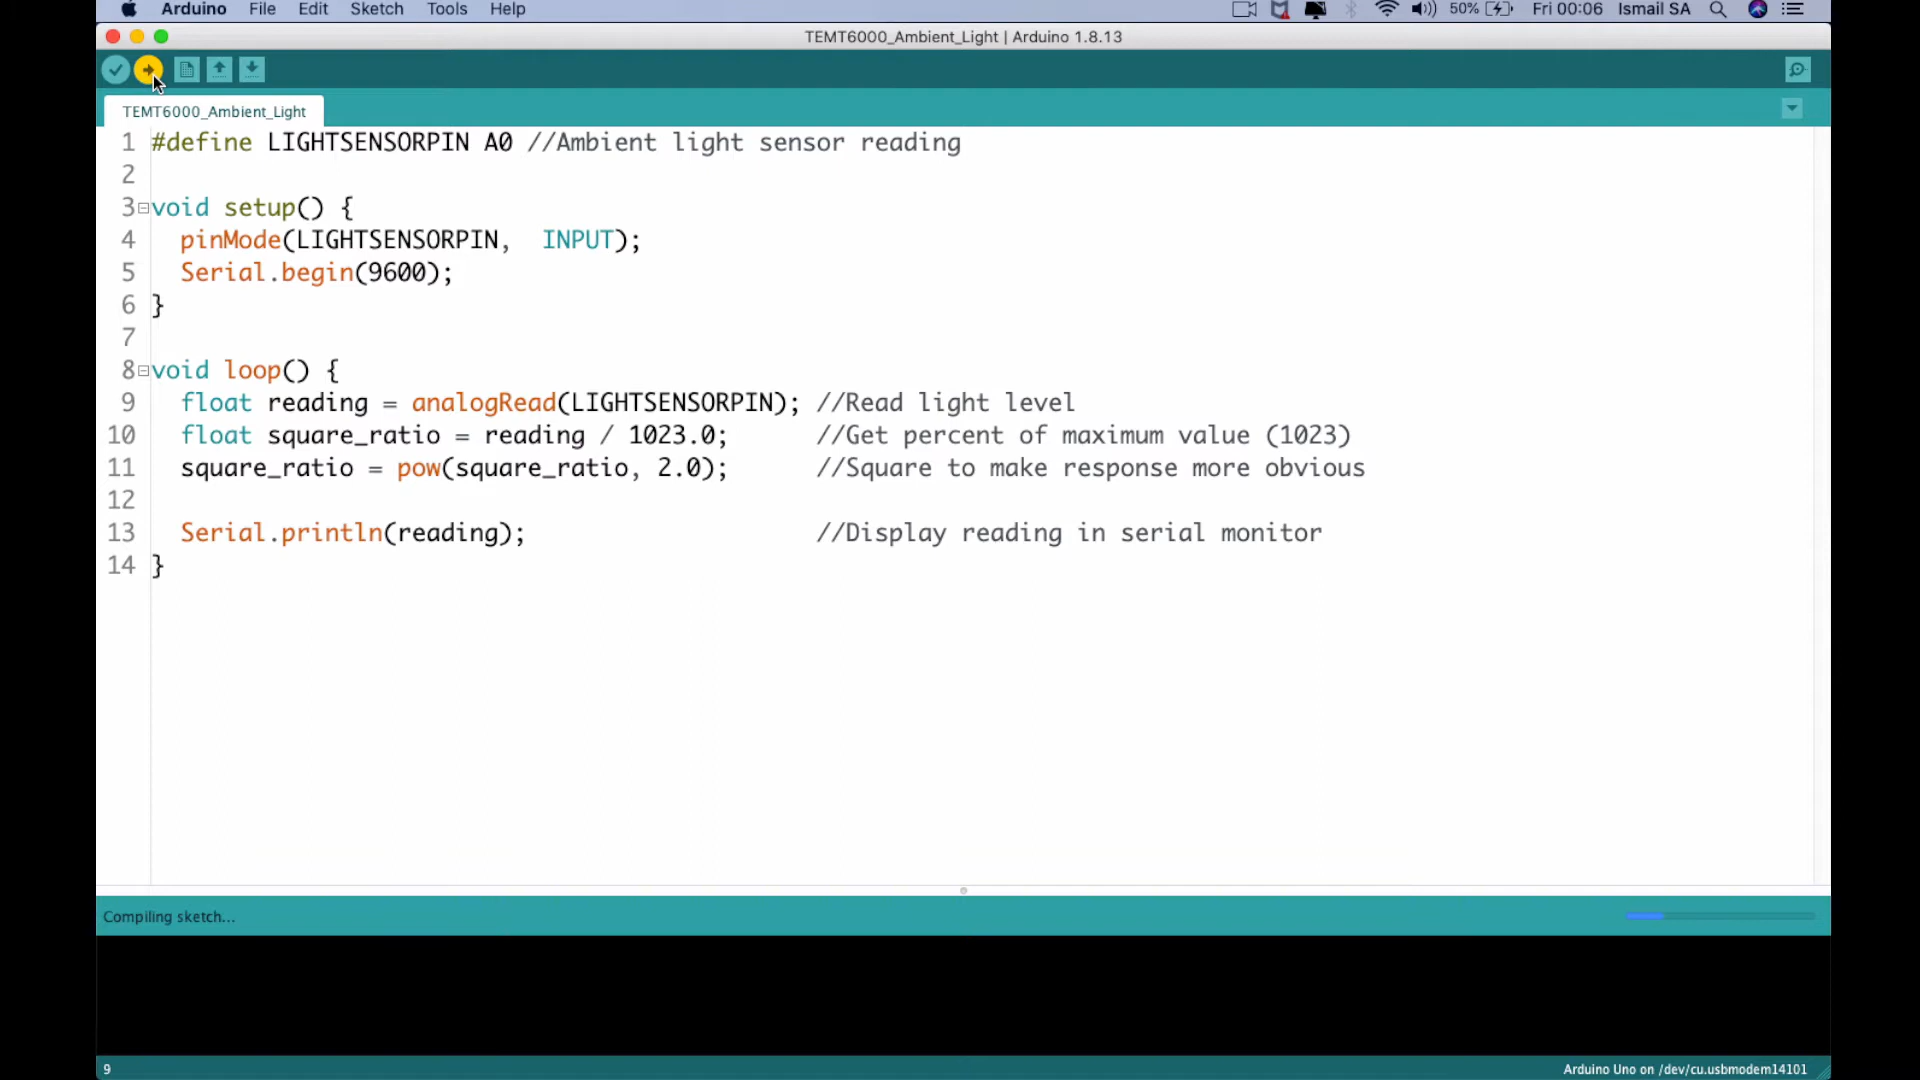 Arduino File Edit Sketch Tools Help 50% Fri 00:06 Ismail SA
TEMT6000_Ambient_Light | Arduino 1.8.13
TEMT6000_Ambient_Light
1 #define LIGHTSENSORPIN A0 //Ambient light sensor reading
2
3 void setup() {
4   pinMode(LIGHTSENSORPIN,  INPUT);
5   Serial.begin(9600);
6 }
7
8 void loop() {
9   float reading = analogRead(LIGHTSENSORPIN); //Read light level
10   float square_ratio = reading / 1023.0;      //Get percent of maximum value (1023)
11   square_ratio = pow(square_ratio, 2.0);      //Square to make response more obvious
12
13   Serial.println(reading);                    //Display reading in serial monitor
14 }
Compiling sketch...
9 Arduino Uno on /dev/cu.usbmodem14101